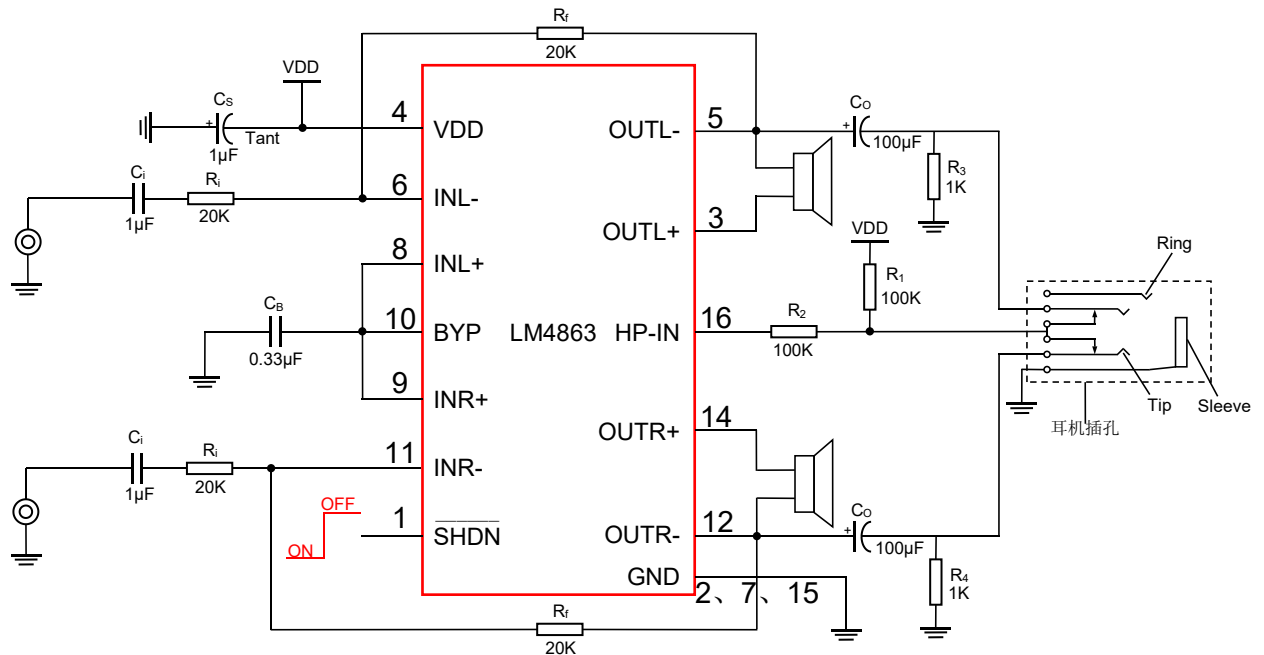 Rf
20K
VDD
CS
+
Tant
1μF
4
VDD
OUTL-
5
CO
+
100μF
R3
1K
Ci
1μF
Ri
20K
6
INL-
OUTL+
3
VDD
R1
100K
8
INL+
Ring
CB
0.33μF
10
BYP
LM4863
HP-IN
16
R2
100K
9
INR+
Tip
Sleeve
耳机插孔
OUTR+
14
Ci
1μF
Ri
20K
11
INR-
OFF
ON
1
SHDN
OUTR-
12
CO
+
100μF
R4
1K
GND
2、7、15
Rf
20K